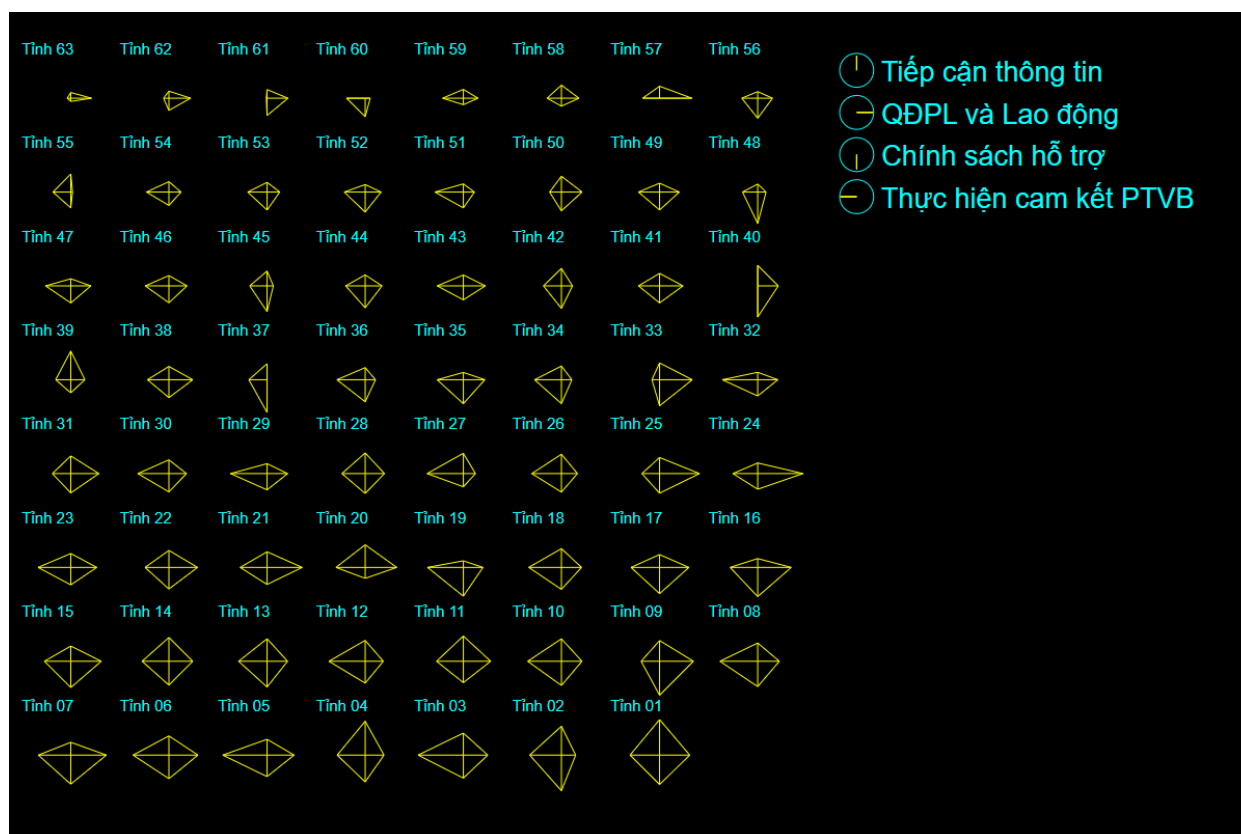 Tỉnh 63 Tỉnh 62 Tỉnh 61 Tỉnh 60 Tỉnh 59 Tỉnh 58 Tỉnh 57 Tỉnh 56
Tỉnh 55 Tỉnh 54 Tỉnh 53 Tỉnh 52 Tỉnh 51 Tỉnh 50 Tỉnh 49 Tỉnh 48
Tỉnh 47 Tỉnh 46 Tỉnh 45 Tỉnh 44 Tỉnh 43 Tỉnh 42 Tỉnh 41 Tỉnh 40
Tỉnh 39 Tỉnh 38 Tỉnh 37 Tỉnh 36 Tỉnh 35 Tỉnh 34 Tỉnh 33 Tỉnh 32
Tỉnh 31 Tỉnh 30 Tỉnh 29 Tỉnh 28 Tỉnh 27 Tỉnh 26 Tỉnh 25 Tỉnh 24
Tỉnh 23 Tỉnh 22 Tỉnh 21 Tỉnh 20 Tỉnh 19 Tỉnh 18 Tỉnh 17 Tỉnh 16
Tỉnh 15 Tỉnh 14 Tỉnh 13 Tỉnh 12 Tỉnh 11 Tỉnh 10 Tỉnh 09 Tỉnh 08
Tỉnh 07 Tỉnh 06 Tỉnh 05 Tỉnh 04 Tỉnh 03 Tỉnh 02 Tỉnh 01
Tiếp cận thông tin
QĐPL và Lao động
Chính sách hỗ trợ
Thực hiện cam kết PTVB